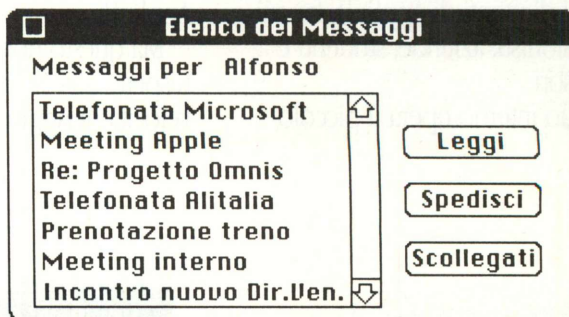 Elenco dei Messaggi
Messaggi per Alfonso
Telefonata Microsoft
Meeting Apple
Re: Progetto Omnis
Telefonata Alitalia
Prenotazione treno
Meeting interno
Incontro nuovo Dir.Ven.
Leggi
Spedisci
Scollegati